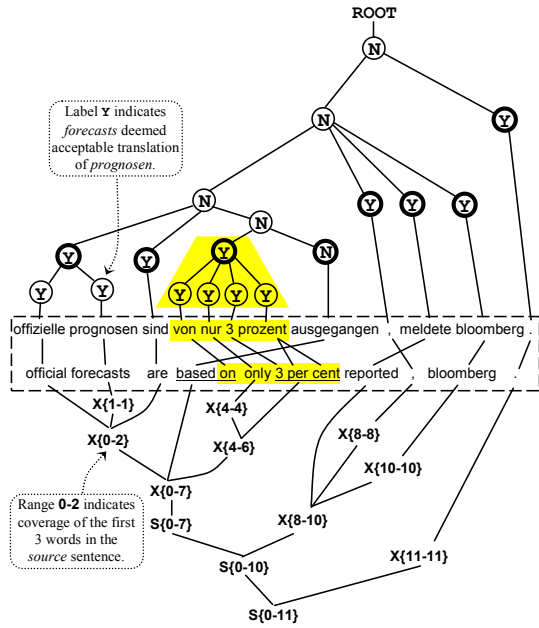 ROOT
N
N
Y
Label Y indicates
forecasts deemed
acceptable translation
of prognosen.
N
Y
Y
Y
N
Y
Y
Y
N
Y
Y
Y
Y
Y
Y
offizielle prognosen sind von nur 3 prozent ausgegangen , meldete bloomberg .
official forecasts are based on only 3 per cent reported , bloomberg .
X{1-1}
X{4-4}
X{0-2}
X{4-6}
X{8-8}
X{10-10}
X{0-7}
Range 0-2 indicates
coverage of the first
3 words in the
source sentence.
S{0-7}
X{8-10}
S{0-10}
X{11-11}
S{0-11}